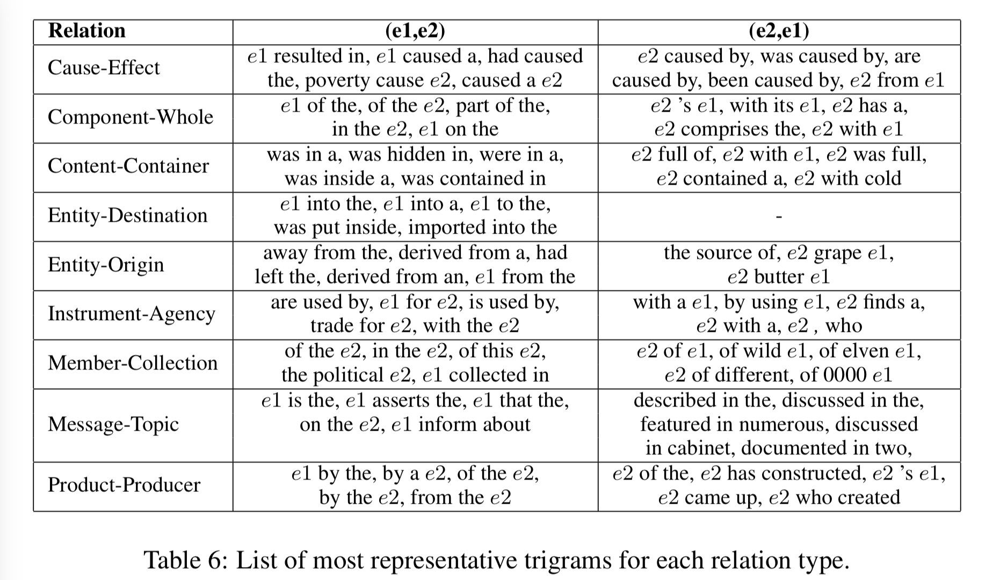 Relation (e1,e2) (e2,e1)
Cause-Effect
e1 resulted in, e1 caused a, had caused
the, poverty cause e2, caused a e2
e2 caused by, was caused by, are
caused by, been caused by, e2 from e1
Component-Whole
e1 of the, of the e2, part of the,
in the e2, e1 on the
e2 ’s e1, with its e1, e2 has a,
e2 comprises the, e2 with e1
Content-Container
was in a, was hidden in, were in a,
was inside a, was contained in
e2 full of, e2 with e1, e2 was full,
e2 contained a, e2 with cold
Entity-Destination
e1 into the, e1 into a, e1 to the,
was put inside, imported into the
-
Entity-Origin
away from the, derived from a, had
left the, derived from an, e1 from the
the source of, e2 grape e1,
e2 butter e1
Instrument-Agency
are used by, e1 for e2, is used by,
trade for e2, with the e2
with a e1, by using e1, e2 finds a,
e2 with a, e2 , who
Member-Collection
of the e2, in the e2, of this e2,
the political e2, e1 collected in
e2 of e1, of wild e1, of elven e1,
e2 of different, of 0000 e1
Message-Topic
e1 is the, e1 asserts the, e1 that the,
on the e2, e1 inform about
described in the, discussed in the,
featured in numerous, discussed
in cabinet, documented in two,
Product-Producer
e1 by the, by a e2, of the e2,
by the e2, from the e2
e2 of the, e2 has constructed, e2 ’s e1,
e2 came up, e2 who created
Table 6: List of most representative trigrams for each relation type.